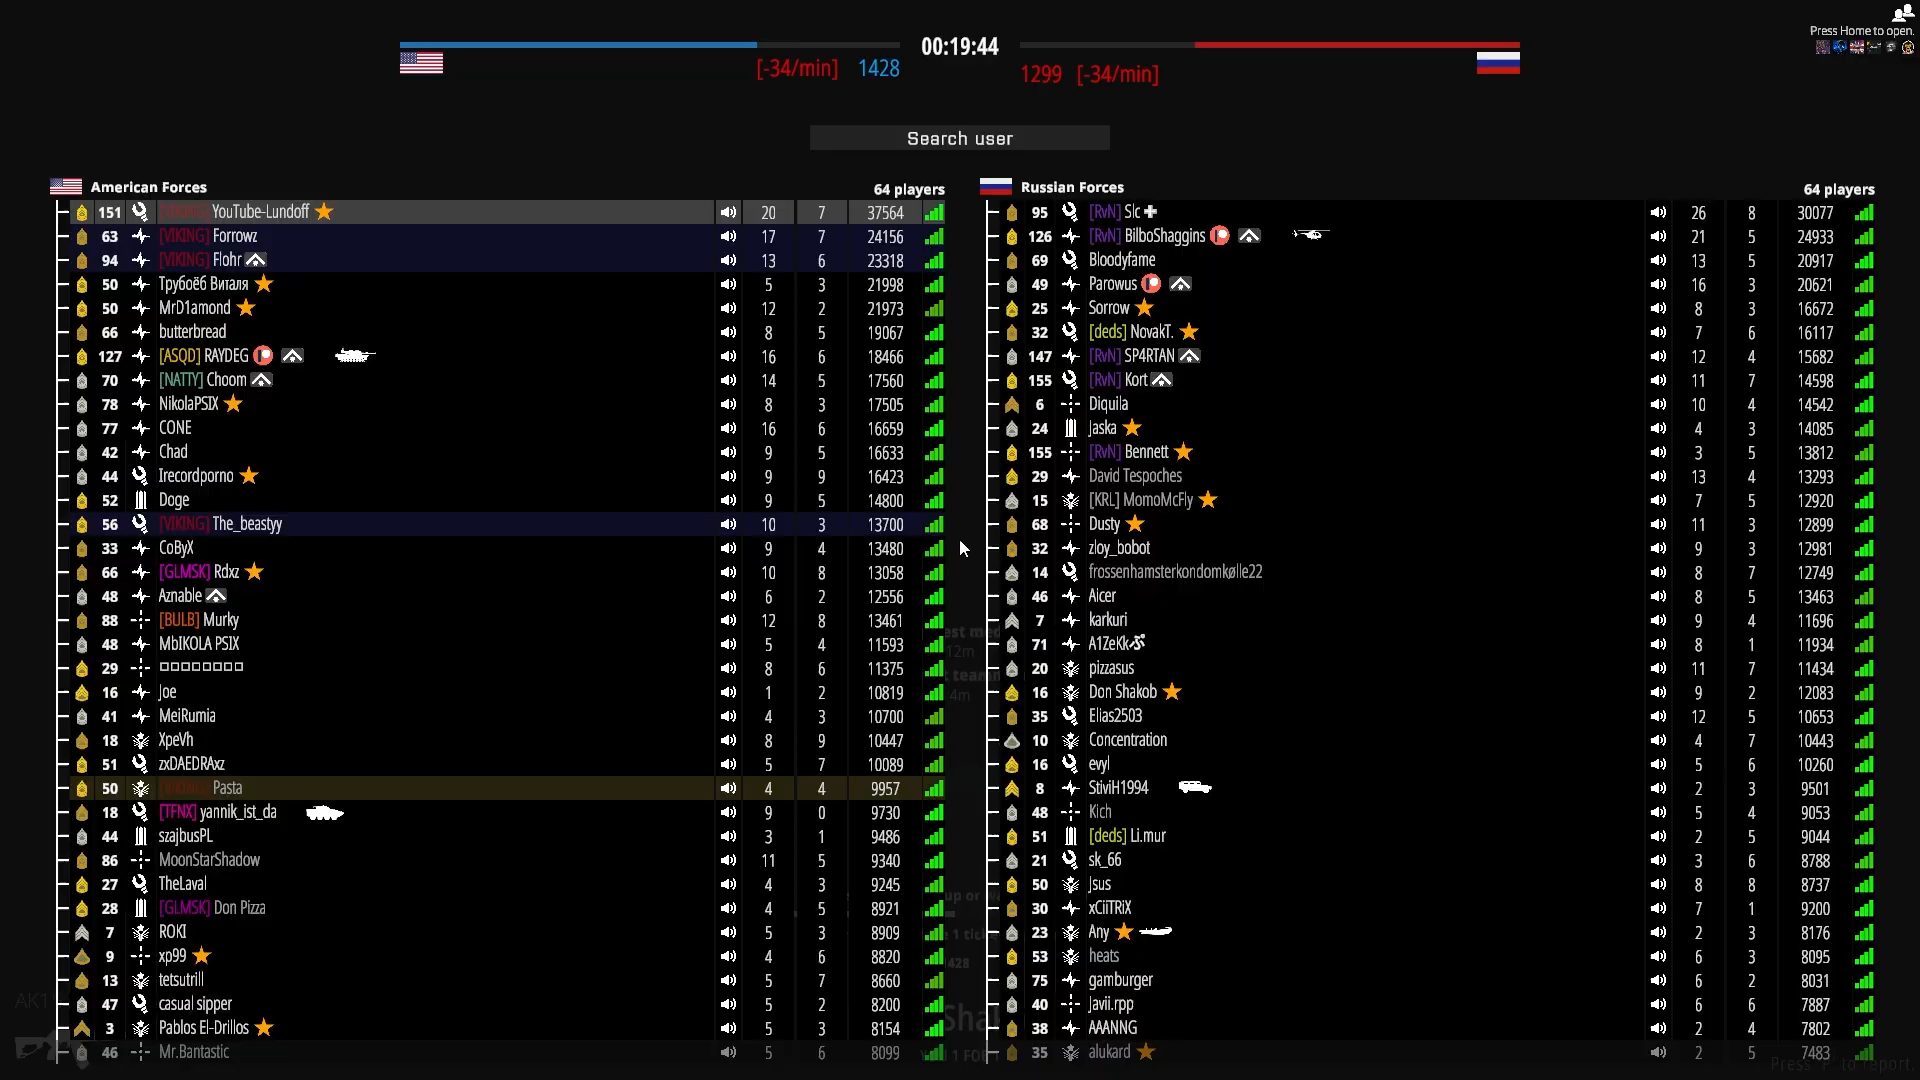 Press Home to open.
00:19:44
[-34/min] 1428
1299 [-34/min]
Search user
American Forces 64 players
151 [VIKING] YouTube-Lundoff 20 7 37564
63 [VIKING] Forrowz 17 7 24156
94 [VIKING] Flohr 13 6 23318
50 Трубоёб Виталя 5 3 21998
50 MrD1amond 12 2 21973
66 butterbread 8 5 19067
127 [ASQD] RAYDEG 16 6 18466
70 [NATTY] Choom 14 5 17560
78 NikolaPSIX 8 3 17505
77 CONE 16 6 16659
42 Chad 9 5 16633
44 Irecordporno 9 9 16423
52 Doge 9 5 14800
56 [VIKING] The_beastyy 10 3 13700
33 CoByX 9 4 13480
66 [GLMSK] Rdxz 10 8 13058
48 Aznable 6 2 12556
88 [BULB] Murky 12 8 13461
48 MbIKOLA PSIX 5 4 11593
29 □□□□□□□□ 8 6 11375
16 Joe 1 2 10819
41 MeiRumia 4 3 10700
18 XpeVh 8 9 10447
51 zxDAEDRAxz 5 7 10089
50 [VIKING] Pasta 4 4 9957
18 [TFNX] yannik_ist_da 9 0 9730
44 szajbusPL 3 1 9486
86 MoonStarShadow 11 5 9340
27 TheLaval 4 3 9245
28 [GLMSK] Don Pizza 4 5 8921
7 ROKI 5 3 8909
9 xp99 4 6 8820
13 tetsutrill 5 7 8660
47 casual sipper 5 2 8200
3 Pablos El-Drillos 5 3 8154
46 Mr.Bantastic 5 6 8099
Russian Forces 64 players
95 [RvN] Slc 26 8 30077
126 [RvN] BilboShaggins 21 5 24933
69 Bloodyfame 13 5 20917
49 Parowus 16 3 20621
25 Sorrow 8 3 16672
32 [deds] NovakT. 7 6 16117
147 [RvN] SP4RTAN 12 4 15682
155 [RvN] Kort 11 7 14598
6 Diquila 10 4 14542
24 Jaska 4 3 14085
155 [RvN] Bennett 3 5 13812
29 David Tespoches 13 4 13293
15 [KRL] MomoMcFly 7 5 12920
68 Dusty 11 3 12899
32 zloy_bobot 9 3 12981
14 frossenhamsterkondomkølle22 8 7 12749
46 Aicer 8 5 13463
7 karkuri 9 4 11696
71 A1ZeKk 8 1 11934
20 pizzasus 11 7 11434
16 Don Shakob 9 2 12083
35 Elias2503 12 5 10653
10 Concentration 4 7 10443
16 evyl 5 6 10260
8 StiviH1994 2 3 9501
48 Kich 5 4 9053
51 [deds] Li.mur 2 5 9044
21 sk_66 3 6 8788
50 Jsus 8 8 8737
30 xCiiTRiX 7 1 9200
23 Any 2 3 8176
53 heats 6 3 8095
75 gamburger 6 2 8031
40 Javii.rpp 6 6 7887
38 AAANNG 2 4 7802
35 alukard 2 5 7483